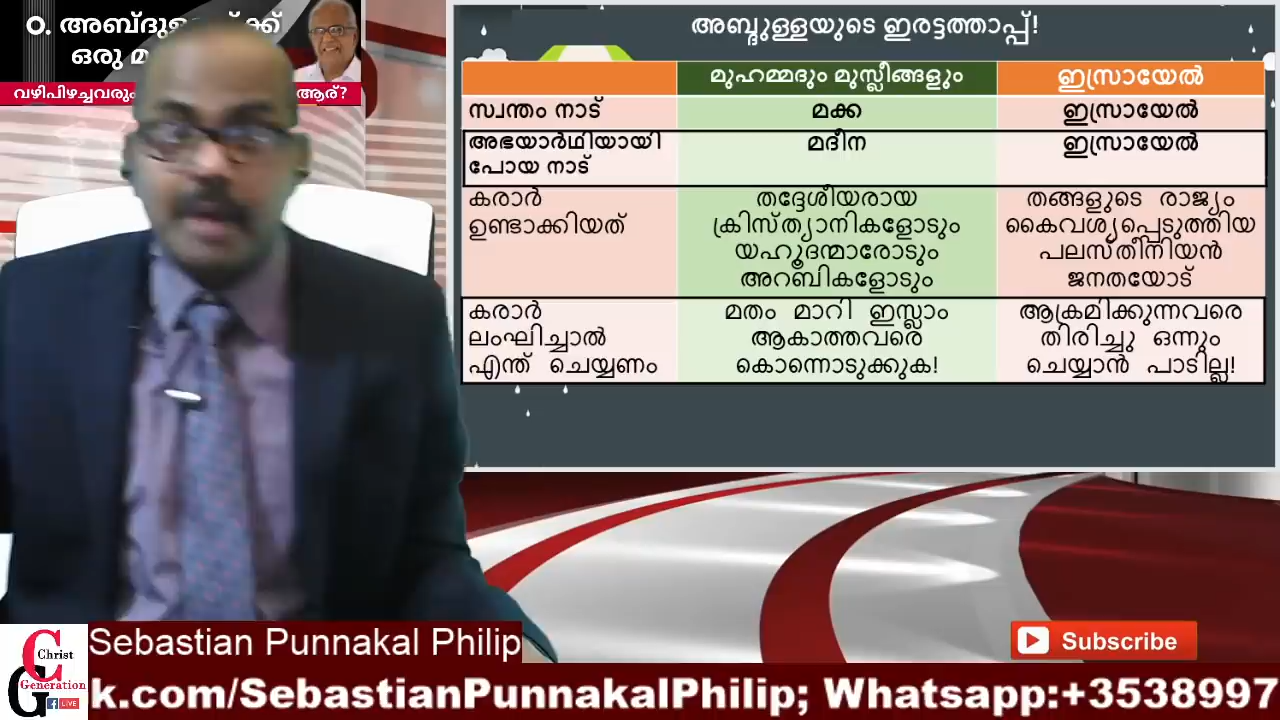 ഠ. അബ്ദുള്ള ക്ക്
ഒരു മ
വഴിപിഴച്ചവരും ആര്?
അബ്ദുള്ളയുടെ ഇരട്ടത്താപ്പ്!
മുഹമ്മദും മുസ്ലീങ്ങളും ഇസ്രായേൽ
സ്വന്തം നാട് മക്ക ഇസ്രായേൽ
അഭയാർഥിയായി
പോയ നാട് മദീന ഇസ്രായേൽ
കരാർ
ഉണ്ടാക്കിയത്
തദ്ദേശീയരായ
ക്രിസ്ത്യാനികളോടും
യഹൂദന്മാരോടും
അറബികളോടും
തങ്ങളുടെ രാജ്യം
കൈവശ്യപ്പെടുത്തിയ
പലസ്തീനിയൻ
ജനതയോട്
കരാർ
ലംഘിച്ചാൽ
എന്ത് ചെയ്യണം
മതം മാറി ഇസ്ലാം
ആകാത്തവരെ
കൊന്നൊടുക്കുക!
ആക്രമിക്കുന്നവരെ
തിരിച്ചു ഒന്നും
ചെയ്യാൻ പാടില്ല!
Sebastian Punnakal Philip
Subscribe
Christ
Generation
LIVE
k.com/SebastianPunnakalPhilip; Whatsapp:+3538997